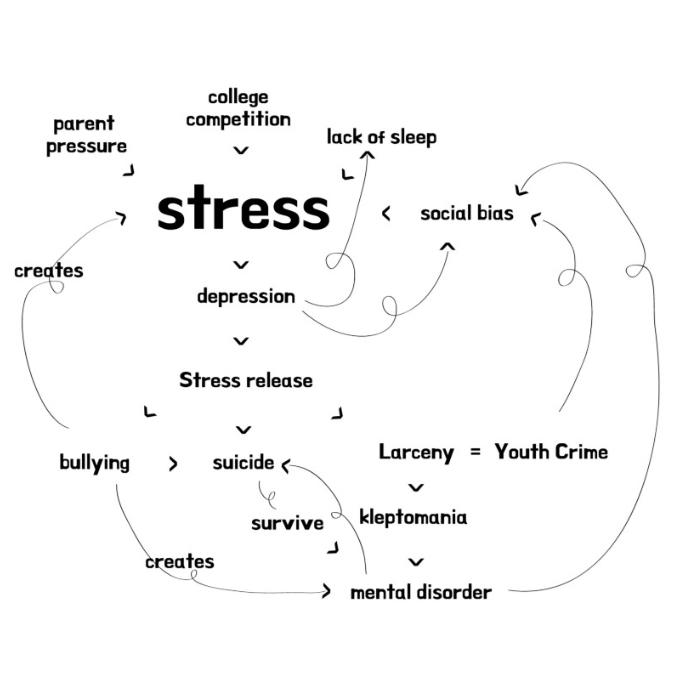 college
competition
parent
pressure
lack of sleep
stress
social bias
creates
depression
Stress release
bullying
suicide
Larceny = Youth Crime
survive
kleptomania
creates
mental disorder